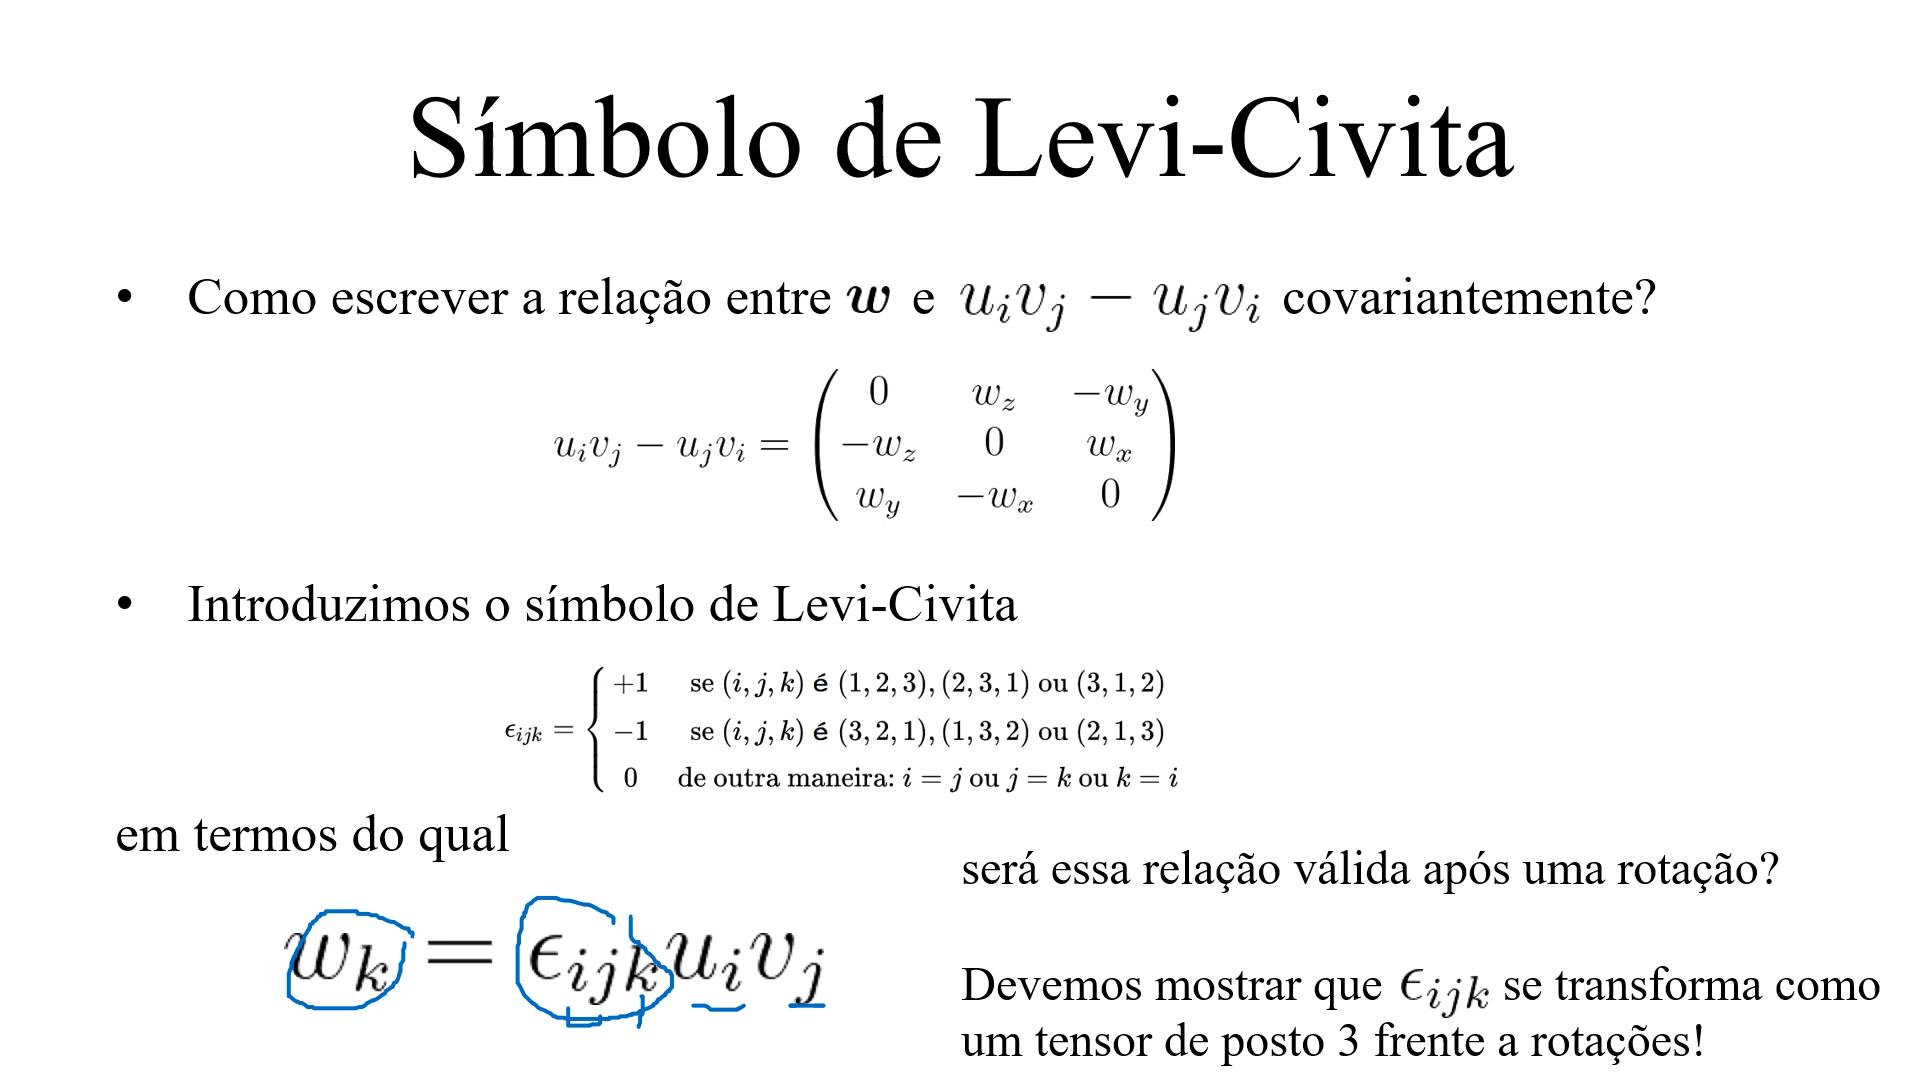 Símbolo de Levi-Civita
• Como escrever a relação entre w e u_i v_j − u_j v_i covariantemente?
u_i v_j − u_j v_i = ( 0 w_z −w_y
−w_z 0 w_x
w_y −w_x 0 )
• Introduzimos o símbolo de Levi-Civita
ϵ_ijk = { +1 se (i, j, k) é (1, 2, 3), (2, 3, 1) ou (3, 1, 2)
−1 se (i, j, k) é (3, 2, 1), (1, 3, 2) ou (2, 1, 3)
0 de outra maneira: i = j ou j = k ou k = i
em termos do qual
w_k = ϵ_ijk u_i v_j
será essa relação válida após uma rotação?
Devemos mostrar que ϵ_ijk se transforma como
um tensor de posto 3 frente a rotações!